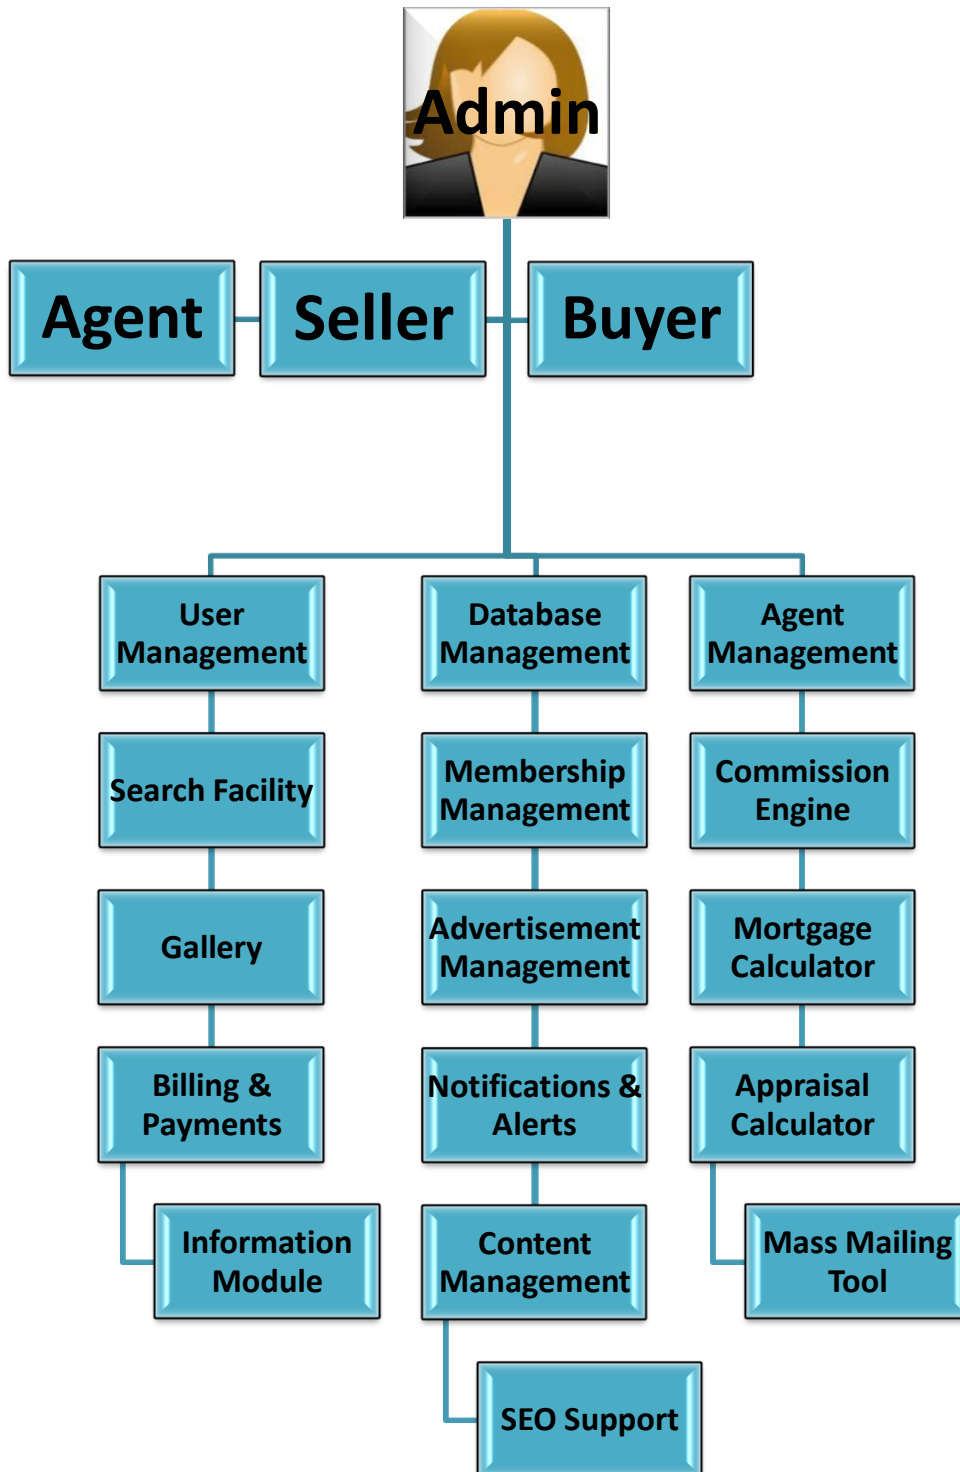 Admin
Agent
Seller
Buyer
User
Management
Database
Management
Agent
Management
Search Facility
Membership
Management
Commission
Engine
Gallery
Advertisement
Management
Mortgage
Calculator
Billing &
Payments
Notifications &
Alerts
Appraisal
Calculator
Information
Module
Content
Management
Mass Mailing
Tool
SEO Support